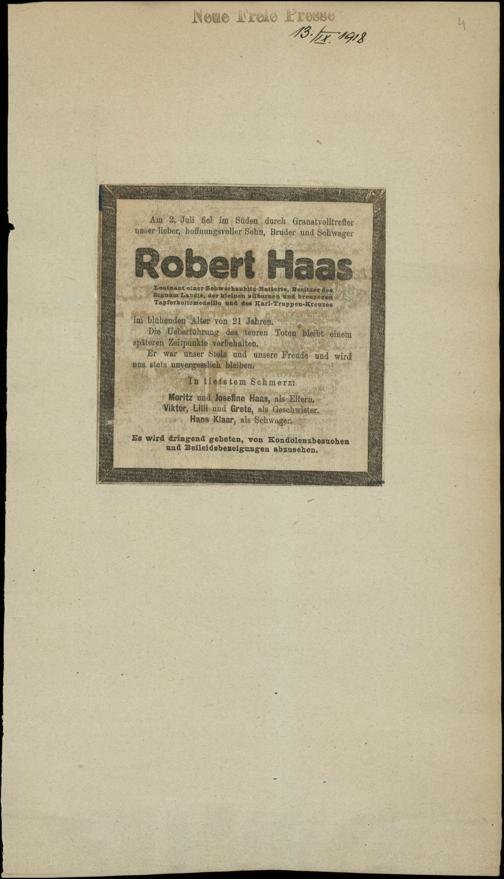 Neue Freie Presse
4
13./IX. 1918
Am 2. Juli fiel im Süden durch Granatvolltreffer
unser lieber, hoffnungsvoller Sohn, Bruder und Schwager
Robert Haas
Leutnant einer Schwerhaubitz-Batterie, Besitzer des
Signum Laudis, der kleinen silbernen und bronzenen
Tapferkeitsmedaille und des Karl-Truppen-Kreuzes
im blühenden Alter von 21 Jahren.
Die Ueberführung des teuren Toten bleibt einem
späteren Zeitpunkte vorbehalten.
Er war unser Stolz und unsere Freude und wird
uns stets unvergesslich bleiben.
In tiefstem Schmerz:
Moritz und Josefine Haas, als Eltern.
Viktor, Lilli und Grete, als Geschwister.
Hans Klaar, als Schwager.
Es wird dringend gebeten, von Kondolenzbesuchen
und Beileidsbezeigungen abzusehen.